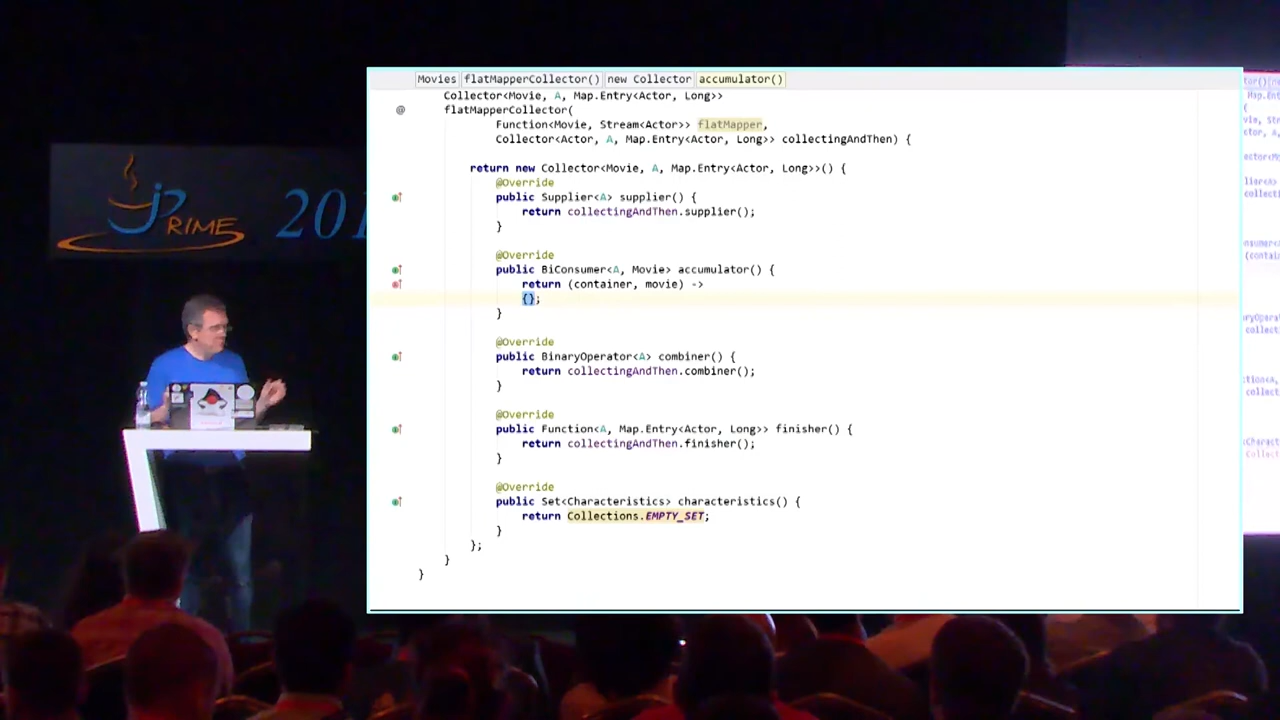 Movies flatMapperCollector() new Collector accumulator()
Collector<Movie, A, Map.Entry<Actor, Long>>
@ flatMapperCollector(
Function<Movie, Stream<Actor>> flatMapper,
Collector<Actor, A, Map.Entry<Actor, Long>> collectingAndThen) {
return new Collector<Movie, A, Map.Entry<Actor, Long>>() {
@Override
public Supplier<A> supplier() {
return collectingAndThen.supplier();
}
@Override
public BiConsumer<A, Movie> accumulator() {
return (container, movie) ->
{};
}
@Override
public BinaryOperator<A> combiner() {
return collectingAndThen.combiner();
}
@Override
public Function<A, Map.Entry<Actor, Long>> finisher() {
return collectingAndThen.finisher();
}
@Override
public Set<Characteristics> characteristics() {
return Collections.EMPTY_SET;
}
};
}
}
jPRIME 201